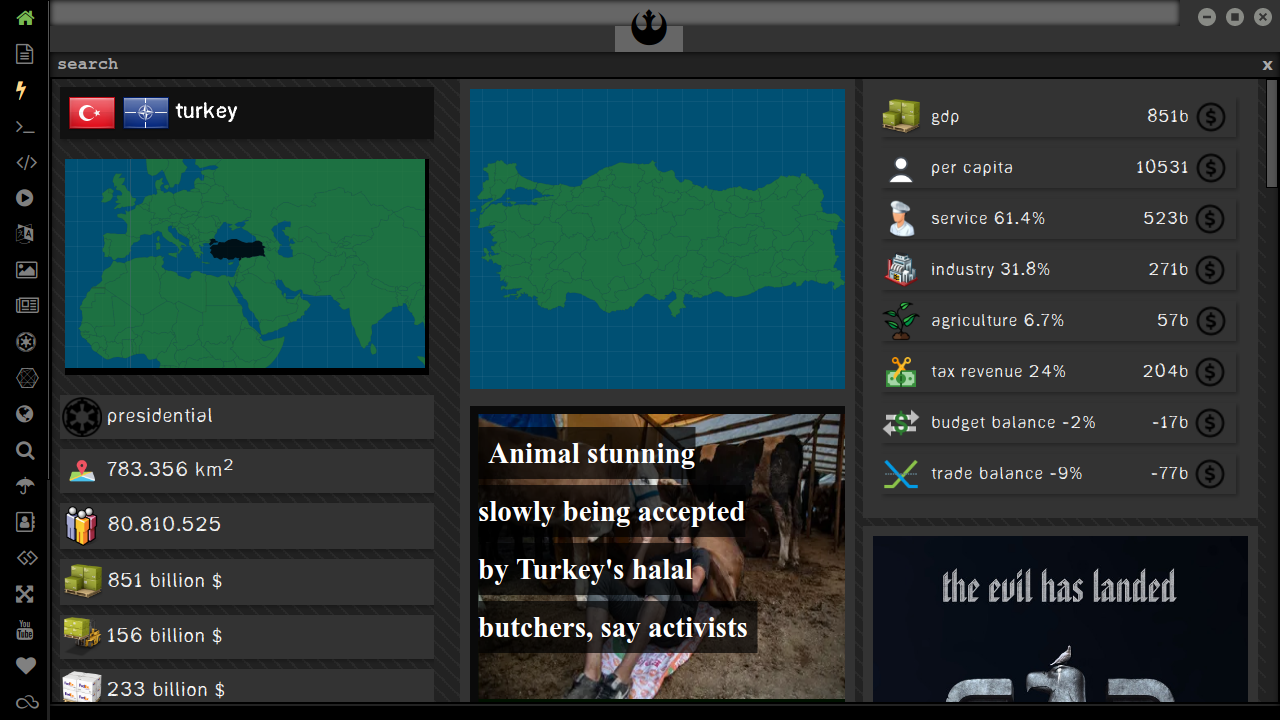 search
x
turkey
presidential
783.356 km²
80.810.525
851 billion $
156 billion $
233 billion $
Animal stunning
slowly being accepted
by Turkey's halal
butchers, say activists
gdp 851b
per capita 10531
service 61.4% 523b
industry 31.8% 271b
agriculture 6.7% 57b
tax revenue 24% 204b
budget balance -2% -17b
trade balance -9% -77b
the evil has landed
You
Tube